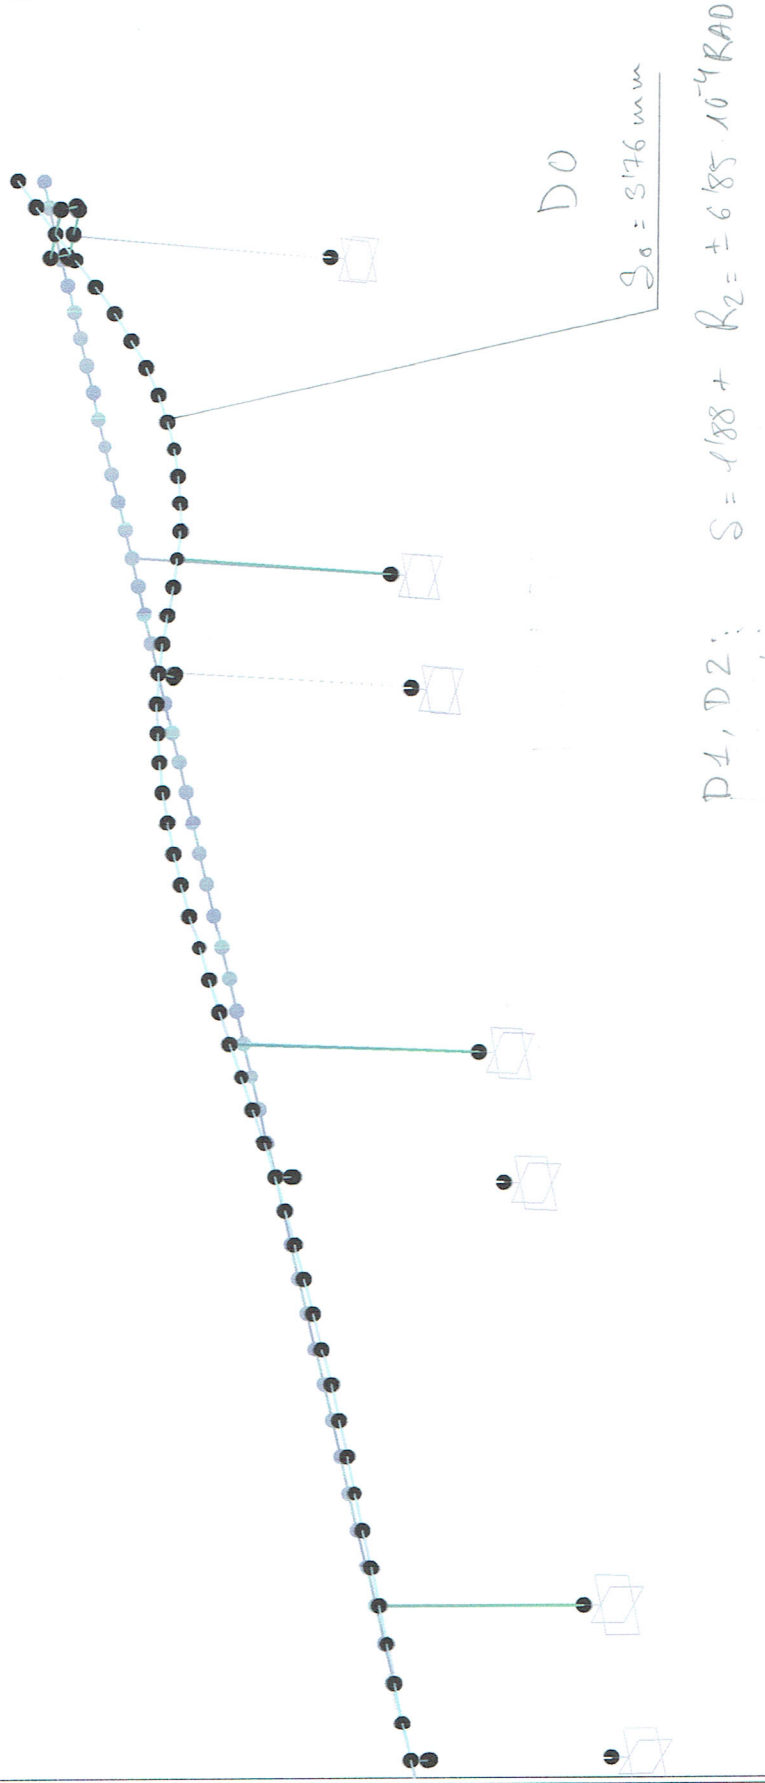 D0
δ₀ = 3'76 mm
D1, D2: S = 1'88 + R₂ = ± 6'85 · 10⁻⁴ RAD